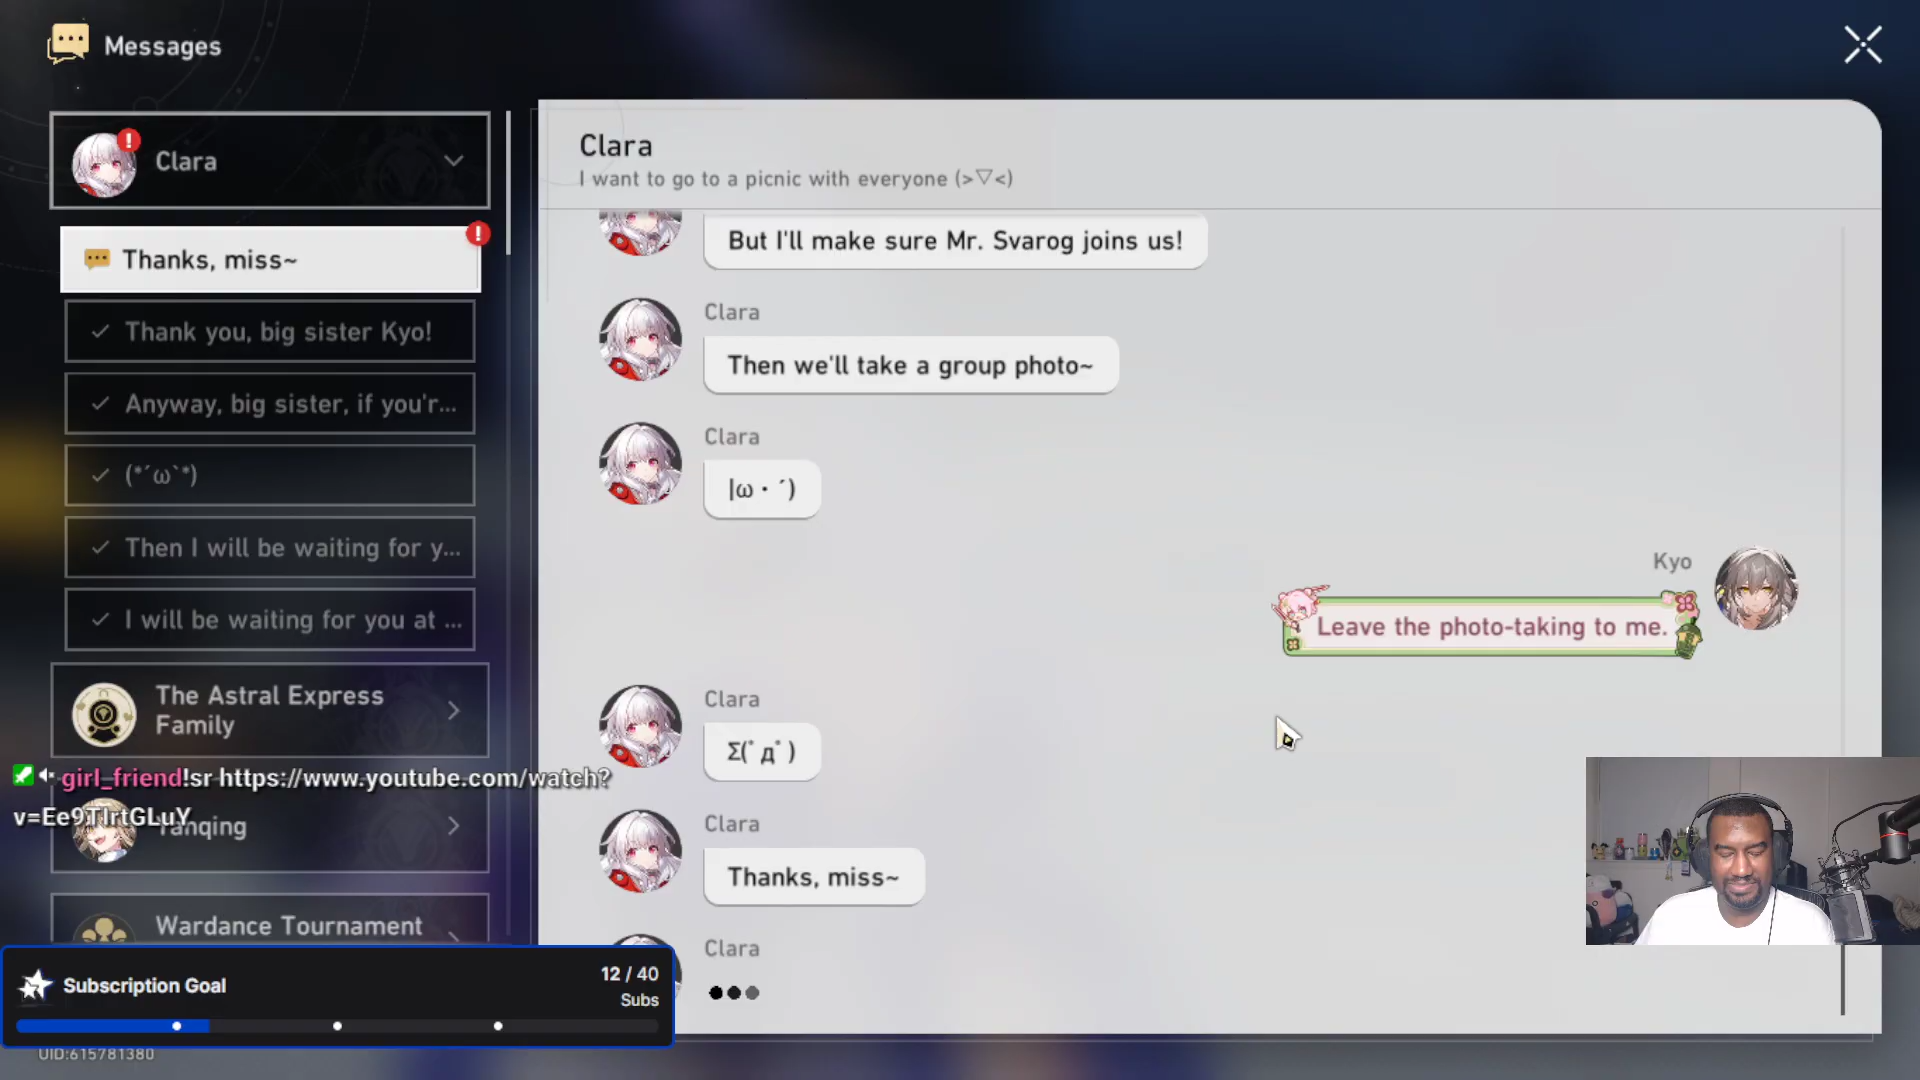 Messages
Clara
Thanks, miss~
Thank you, big sister Kyo!
Anyway, big sister, if you'r...
(*´ω`*)
Then I will be waiting for y...
I will be waiting for you at ...
The Astral Express
Family
girl_friend!sr https://www.youtube.com/watch?
v=Ee9TIrtGLuY
Yanqing
Wardance Tournament
Subscription Goal
12 / 40
Subs
UID:615781380
Clara
I want to go to a picnic with everyone (>▽<)
But I'll make sure Mr. Svarog joins us!
Clara
Then we'll take a group photo~
Clara
|ω・´)
Kyo
Leave the photo-taking to me.
Clara
Σ(ﾟдﾟ)
Clara
Thanks, miss~
Clara